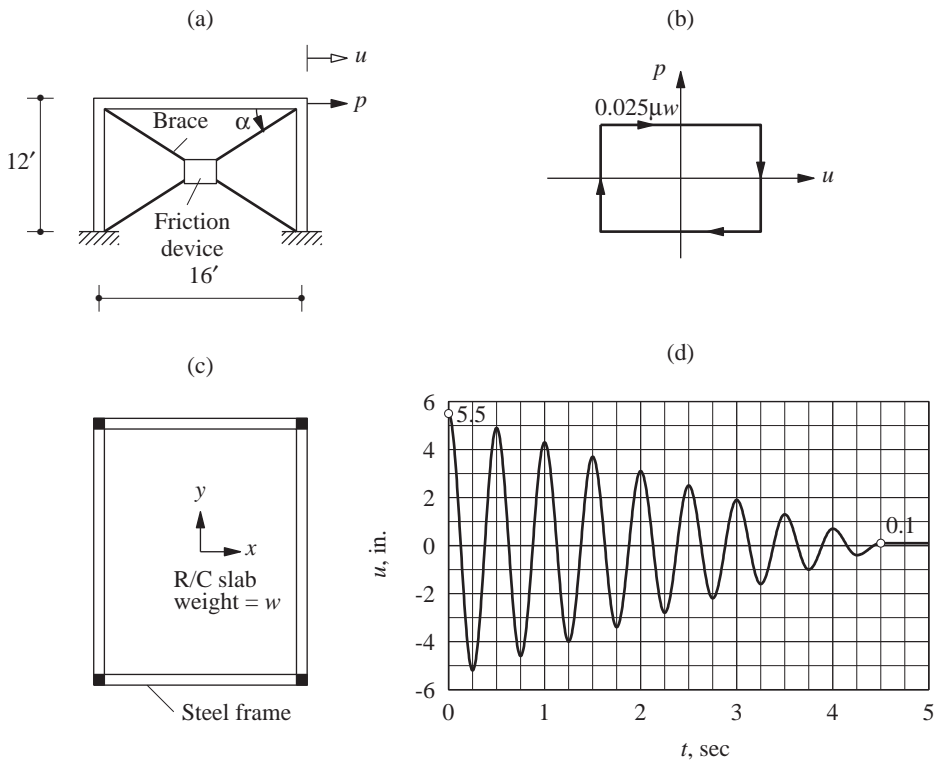 (a)
u
p
Brace
α
12′
Friction
device
16′
(b)
p
0.025μw
u
(c)
y
x
R/C slab
weight = w
Steel frame
(d)
6
5.5
4
2
0.1
0
-2
-4
-6
u, in.
0 1 2 3 4 5
t, sec